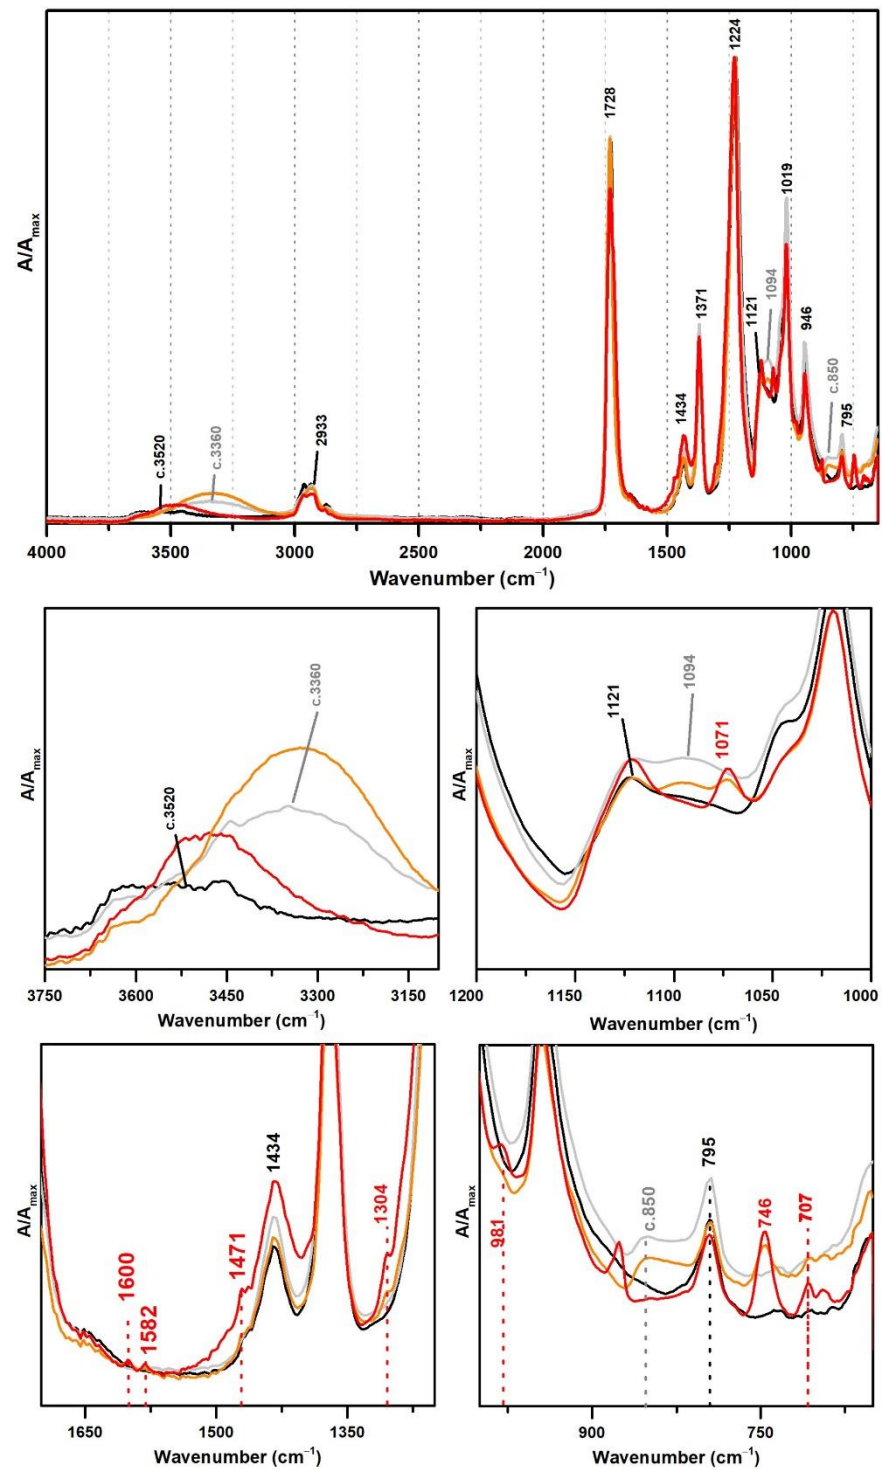 1224
1728
1019
A/Amax
1371
1121
1094
946
c.850
1434
795
c.3520
c.3360
2933
4000 3500 3000 2500 2000 1500 1000
Wavenumber (cm⁻¹)
c.3360
1094
1121
1071
A/Amax
c.3520
A/Amax
3750 3600 3450 3300 3150
1200 1150 1100 1050 1000
Wavenumber (cm⁻¹)
Wavenumber (cm⁻¹)
1434
795
A/Amax
1600
1582
1471
1304
A/Amax
981
c.850
746
707
1650 1500 1350
900 750
Wavenumber (cm⁻¹)
Wavenumber (cm⁻¹)